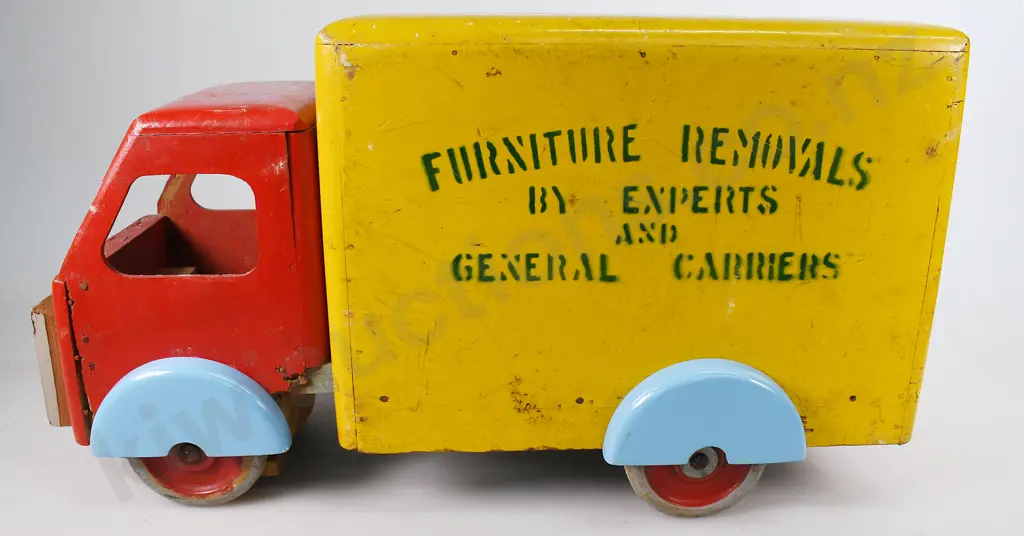 FURNITURE REMOVALS
BY EXPERTS
AND
GENERAL CARRIERS